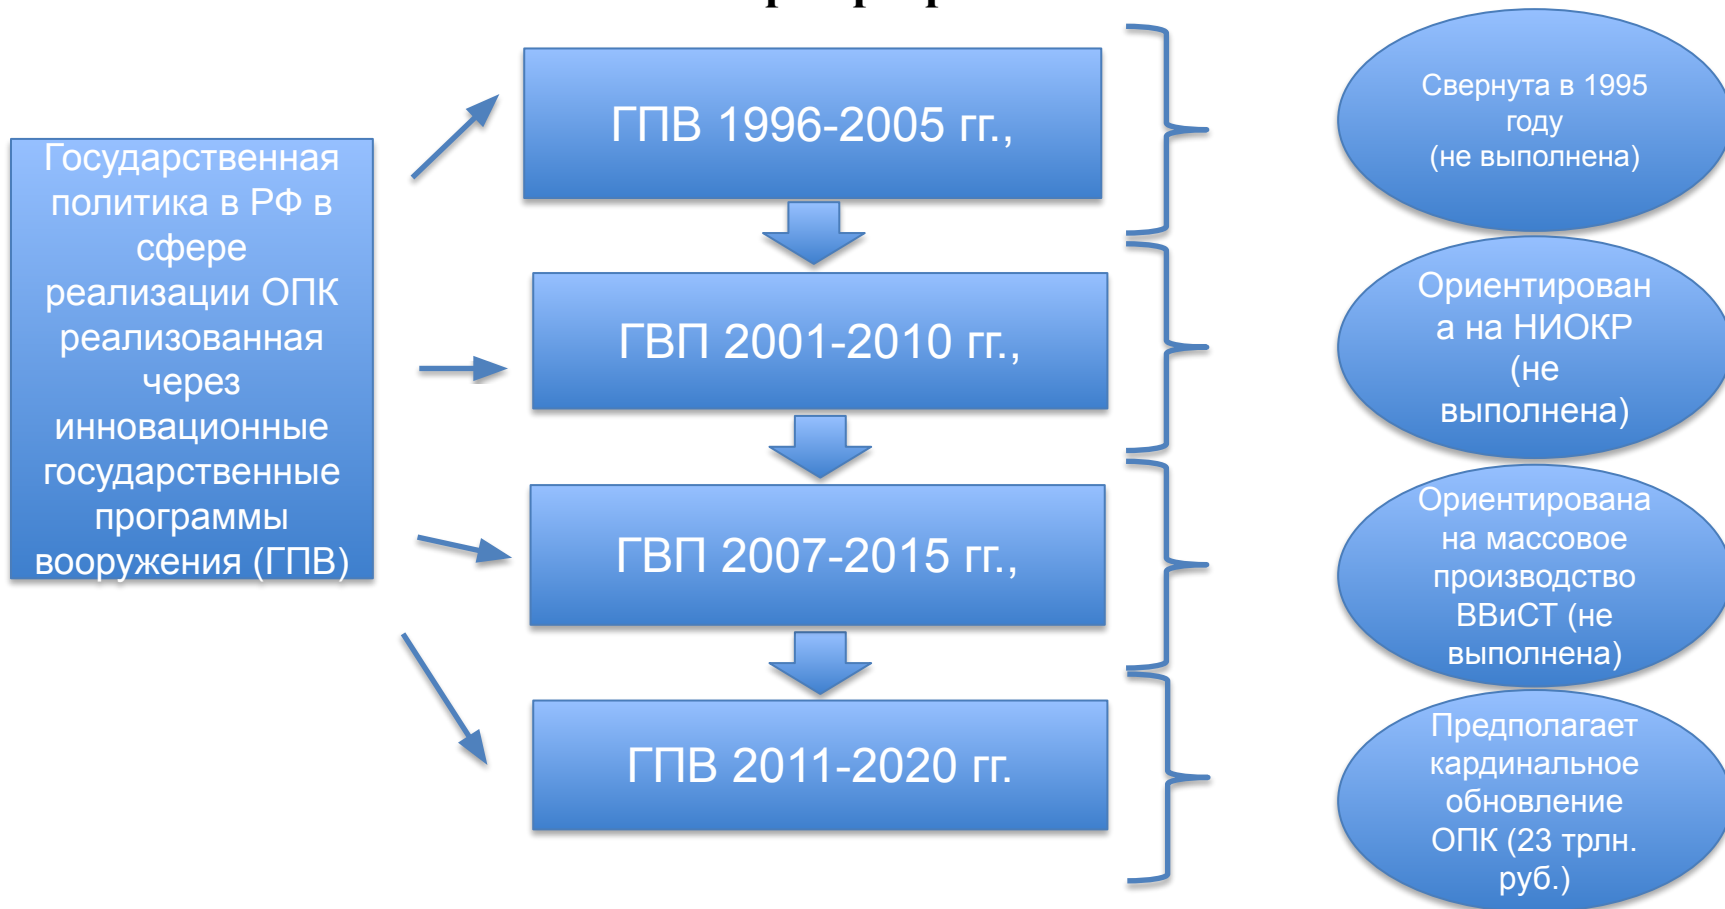 Государственная
политика в РФ в
сфере
реализации ОПК
реализованная
через
инновационные
государственные
программы
вооружения (ГПВ)
ГПВ 1996-2005 гг.,
Свернута в 1995
году
(не выполнена)
ГВП 2001-2010 гг.,
Ориентирован
а на НИОКР
(не
выполнена)
ГВП 2007-2015 гг.,
Ориентирована
на массовое
производство
ВВиСТ (не
выполнена)
ГПВ 2011-2020 гг.
Предполагает
кардинальное
обновление
ОПК (23 трлн.
руб.)